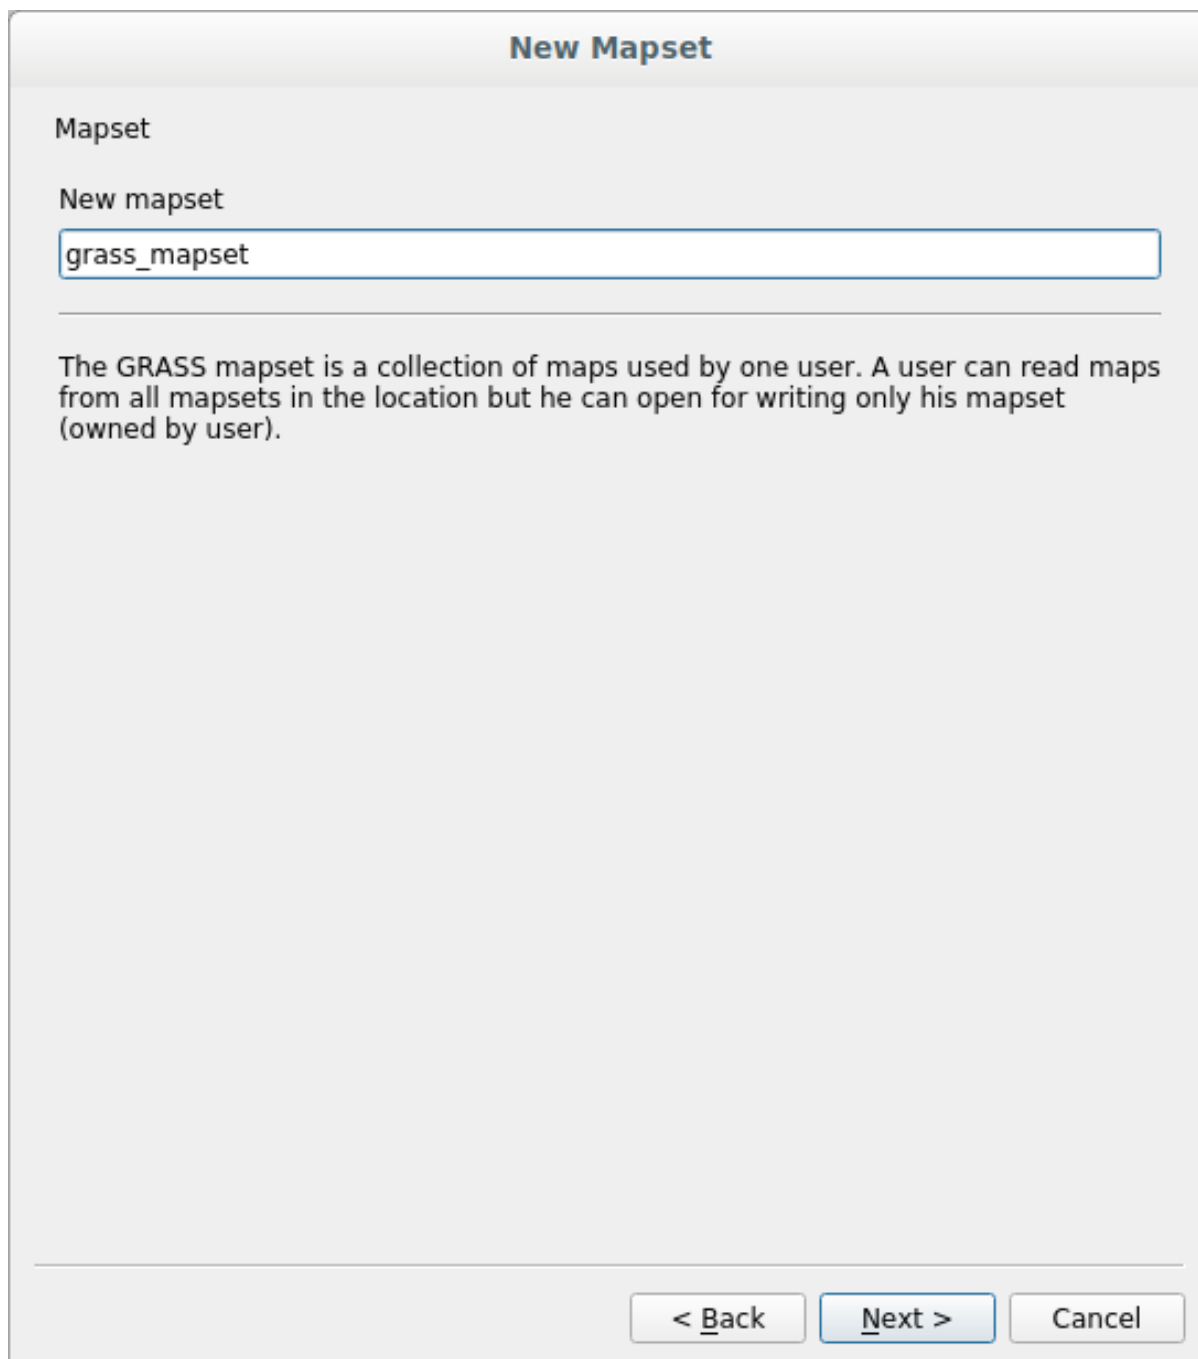 New Mapset
Mapset
New mapset
grass_mapset
The GRASS mapset is a collection of maps used by one user. A user can read maps
from all mapsets in the location but he can open for writing only his mapset
(owned by user).
< Back
Next >
Cancel